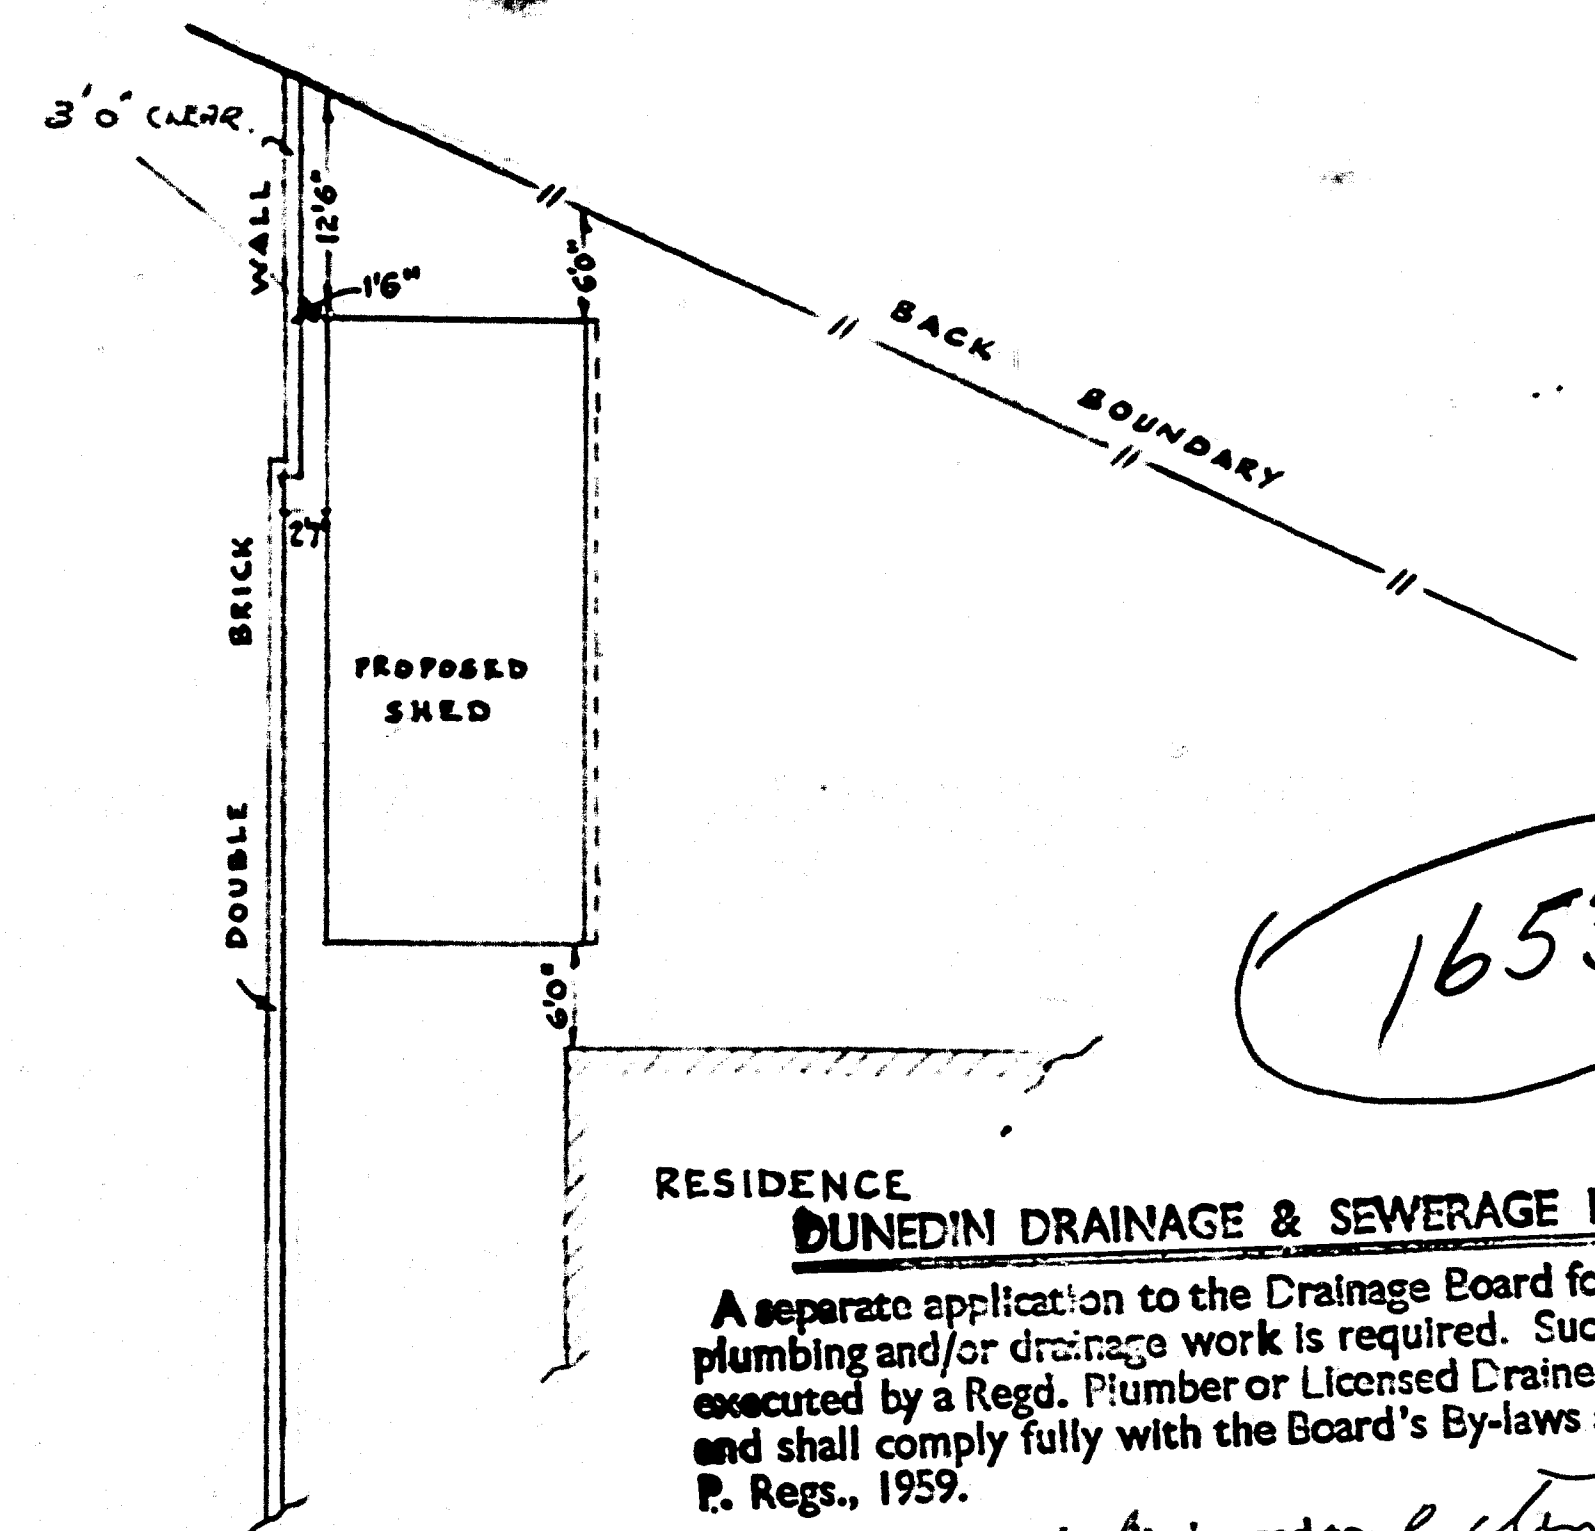 3'0" CLEAR.
WALL
12'6"
1'6"
6'0"
BACK BOUNDARY
BRICK
PROPOSED
SHED
DOUBLE
6'0"
RESIDENCE
DUNEDIN DRAINAGE & SEWERAGE
A separate application to the Drainage Board fo
plumbing and/or drainage work is required. Suc
executed by a Regd. Plumber or Licensed Draine
and shall comply fully with the Board's By-laws
P. Regs., 1959.